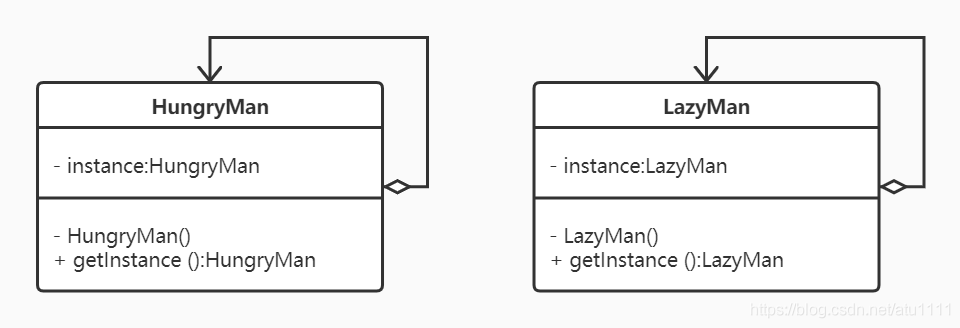 HungryMan
- instance:HungryMan
- HungryMan()
+ getInstance ():HungryMan
LazyMan
- instance:LazyMan
- LazyMan()
+ getInstance ():LazyMan
https://blog.csdn.net/atu1111